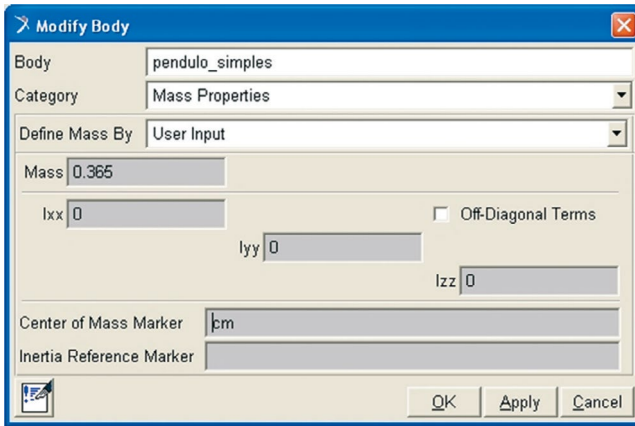 Modify Body
Body pendulo_simples
Category Mass Properties
Define Mass By User Input
Mass 0.365
Ixx 0 Off-Diagonal Terms
Iyy 0
Izz 0
Center of Mass Marker cm
Inertia Reference Marker
OK Apply Cancel